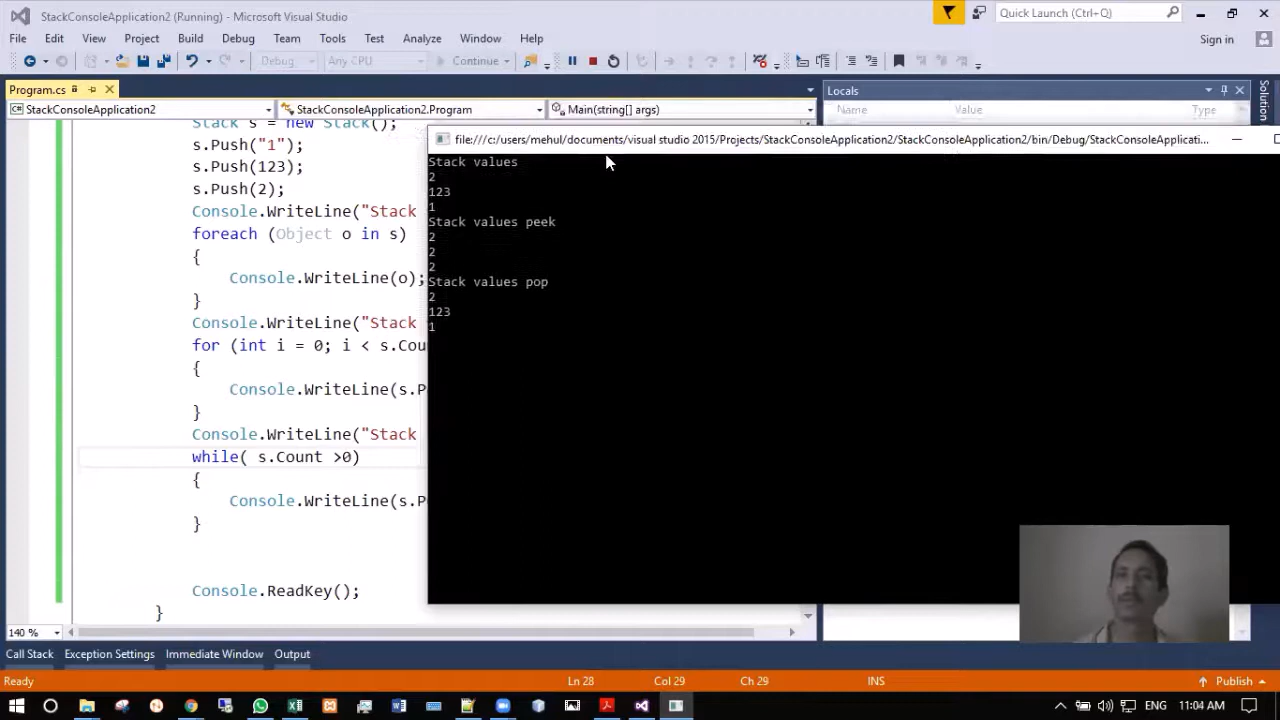 StackConsoleApplication2 (Running) - Microsoft Visual Studio
Quick Launch (Ctrl+Q)
File Edit View Project Build Debug Team Tools Test Analyze Window Help
Sign in
Debug Any CPU Continue
Program.cs
Locals
StackConsoleApplication2 StackConsoleApplication2.Program Main(string[] args)
Name Value Type
Solution
Stack s = new Stack();
s.Push("1");
s.Push(123);
s.Push(2);
Console.WriteLine("Stack
foreach (Object o in s)
{
Console.WriteLine(o);
}
Console.WriteLine("Stack
for (int i = 0; i < s.Cou
{
Console.WriteLine(s.P
}
Console.WriteLine("Stack
while( s.Count >0)
{
Console.WriteLine(s.P
}
Console.ReadKey();
}
file:///c:/users/mehul/documents/visual studio 2015/Projects/StackConsoleApplication2/StackConsoleApplication2/bin/Debug/StackConsoleApplicati...
Stack values
2
123
1
Stack values peek
2
2
2
Stack values pop
2
123
1
140 %
Call Stack Exception Settings Immediate Window Output
Ready Ln 28 Col 29 Ch 29 INS Publish
11:04 AM